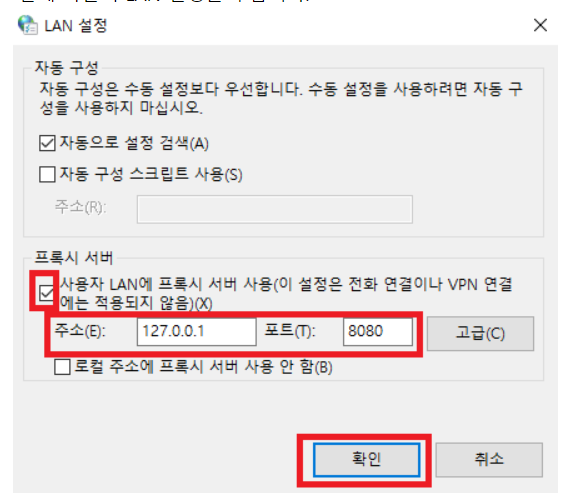 LAN 설정
자동 구성
자동 구성은 수동 설정보다 우선합니다. 수동 설정을 사용하려면 자동 구
성을 사용하지 마십시오.
자동으로 설정 검색(A)
자동 구성 스크립트 사용(S)
주소(R):
프록시 서버
사용자 LAN에 프록시 서버 사용(이 설정은 전화 연결이나 VPN 연결
에는 적용되지 않음)(X)
주소(E): 127.0.0.1 포트(T): 8080 고급(C)
로컬 주소에 프록시 서버 사용 안 함(B)
확인 취소